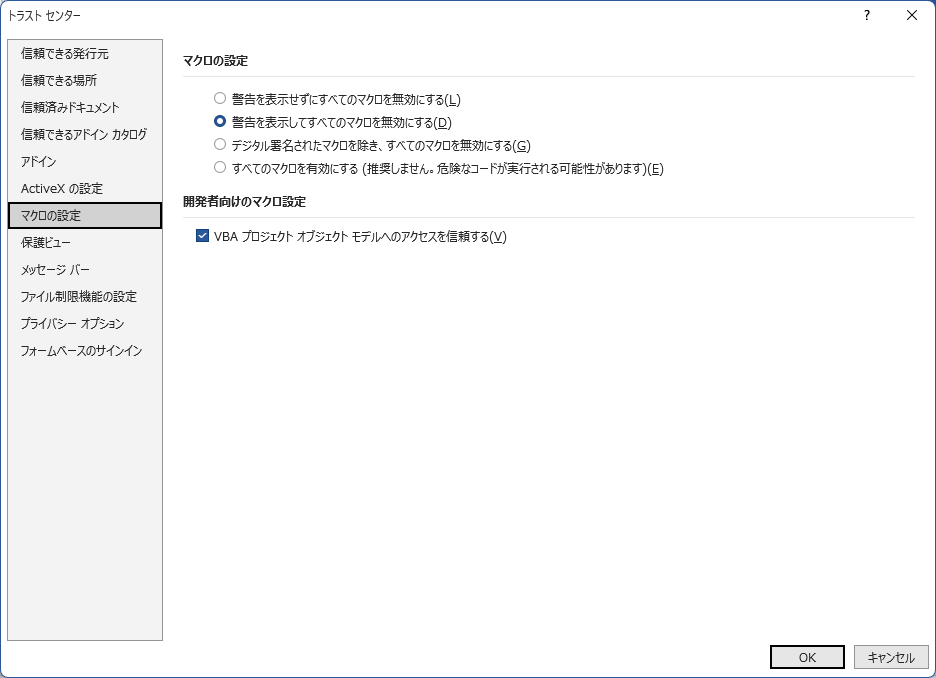 トラスト センター
?
信頼できる発行元
信頼できる場所
信頼済みドキュメント
信頼できるアドイン カタログ
アドイン
ActiveX の設定
マクロの設定
保護ビュー
メッセージ バー
ファイル制限機能の設定
プライバシー オプション
フォームベースのサインイン
マクロの設定
警告を表示せずにすべてのマクロを無効にする(L)
警告を表示してすべてのマクロを無効にする(D)
デジタル署名されたマクロを除き、すべてのマクロを無効にする(G)
すべてのマクロを有効にする (推奨しません。危険なコードが実行される可能性があります)(E)
開発者向けのマクロ設定
VBA プロジェクト オブジェクト モデルへのアクセスを信頼する(V)
OK
キャンセル